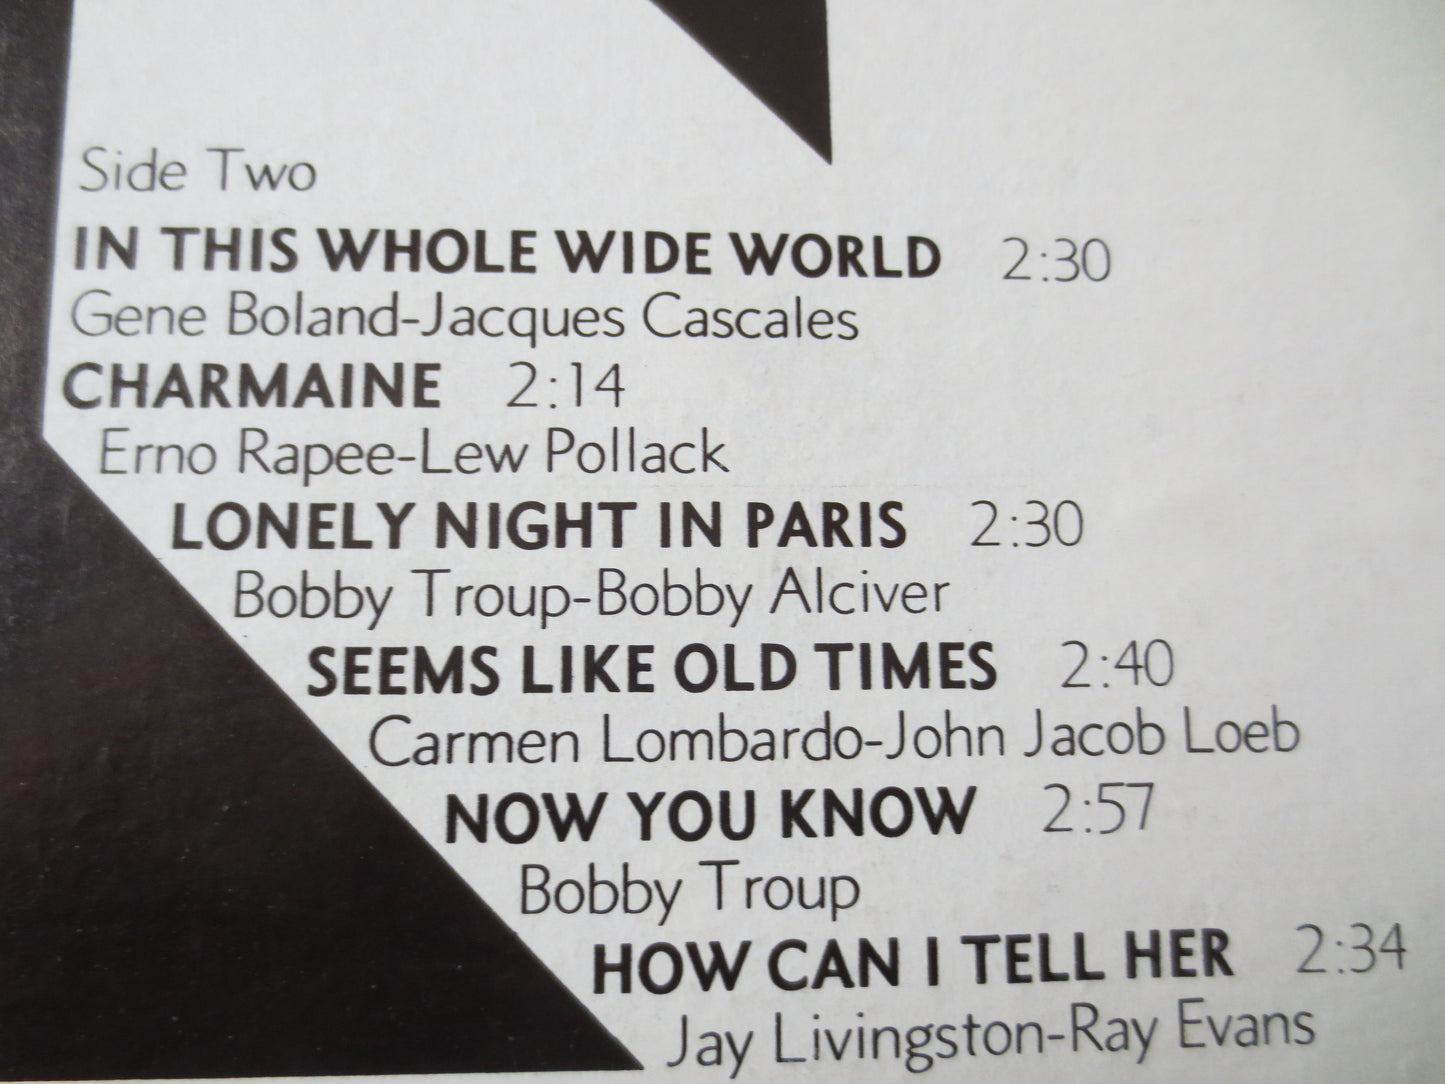 Side Two
IN THIS WHOLE WIDE WORLD 2:30
Gene Boland-Jacques Cascales
CHARMAINE 2:14
Erno Rapee-Lew Pollack
LONELY NIGHT IN PARIS 2:30
Bobby Troup-Bobby Alciver
SEEMS LIKE OLD TIMES 2:40
Carmen Lombardo-John Jacob Loeb
NOW YOU KNOW 2:57
Bobby Troup
HOW CAN I TELL HER 2:34
Jay Livingston-Ray Evans